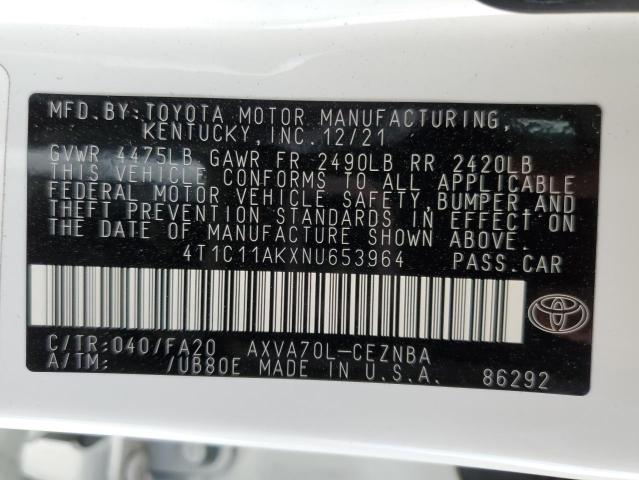 MFD.BY:TOYOTA MOTOR MANUFACTURING,
KENTUCKY,INC.12/21
GVWR 4475LB GAWR FR 2490LB RR 2420LB
THIS VEHICLE CONFORMS TO ALL APPLICABLE
FEDERAL MOTOR VEHICLE SAFETY,BUMPER,AND
THEFT PREVENTION STANDARDS IN EFFECT ON
THE DATE OF MANUFACTURE SHOWN ABOVE.
4T1C11AKXNU653964 PASS.CAR
C/TR:040/FA20 AXVA70L-CEZNBA
A/TM: /UB80E MADE IN U.S.A. 86292